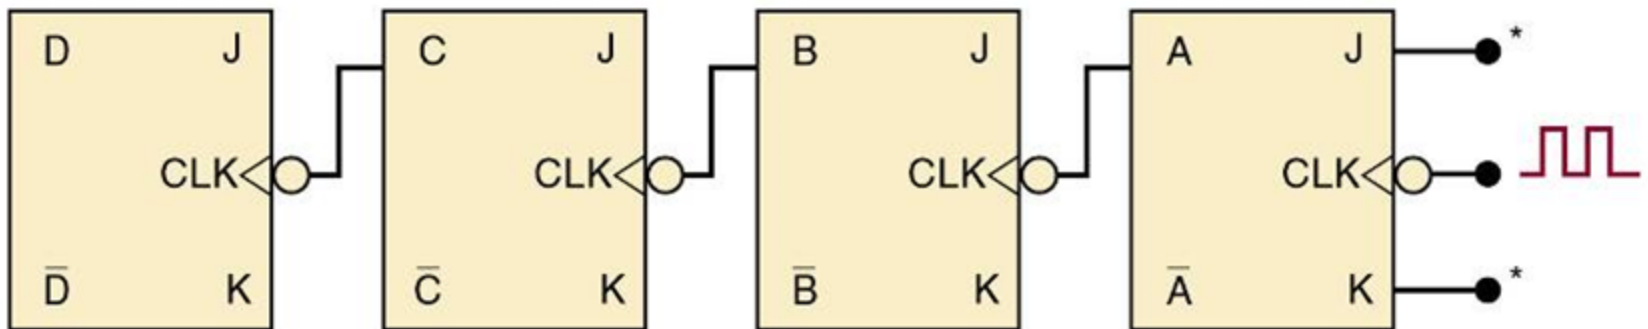 D J C J B J A J *
CLK CLK CLK CLK
D̅ K C̅ K B̅ K A̅ K *